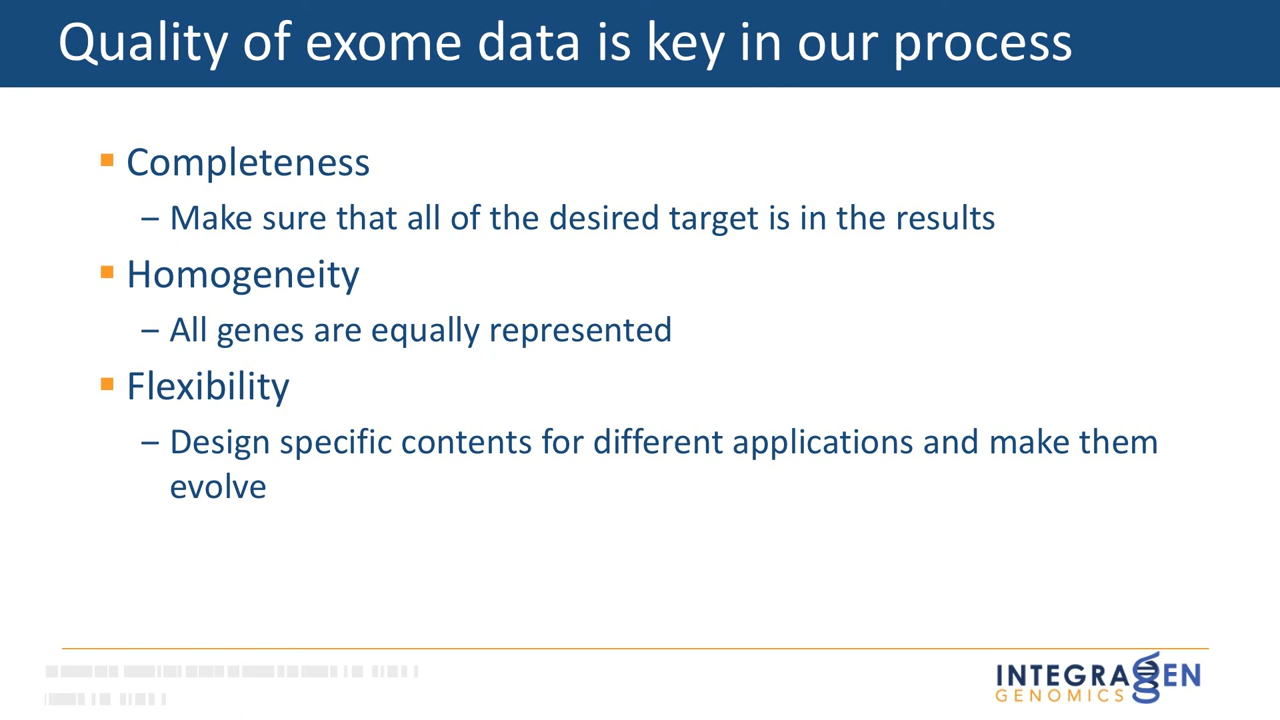 Quality of exome data is key in our process
▪ Completeness
– Make sure that all of the desired target is in the results
▪ Homogeneity
– All genes are equally represented
▪ Flexibility
– Design specific contents for different applications and make them
evolve
INTEGRAGEN
GENOMICS